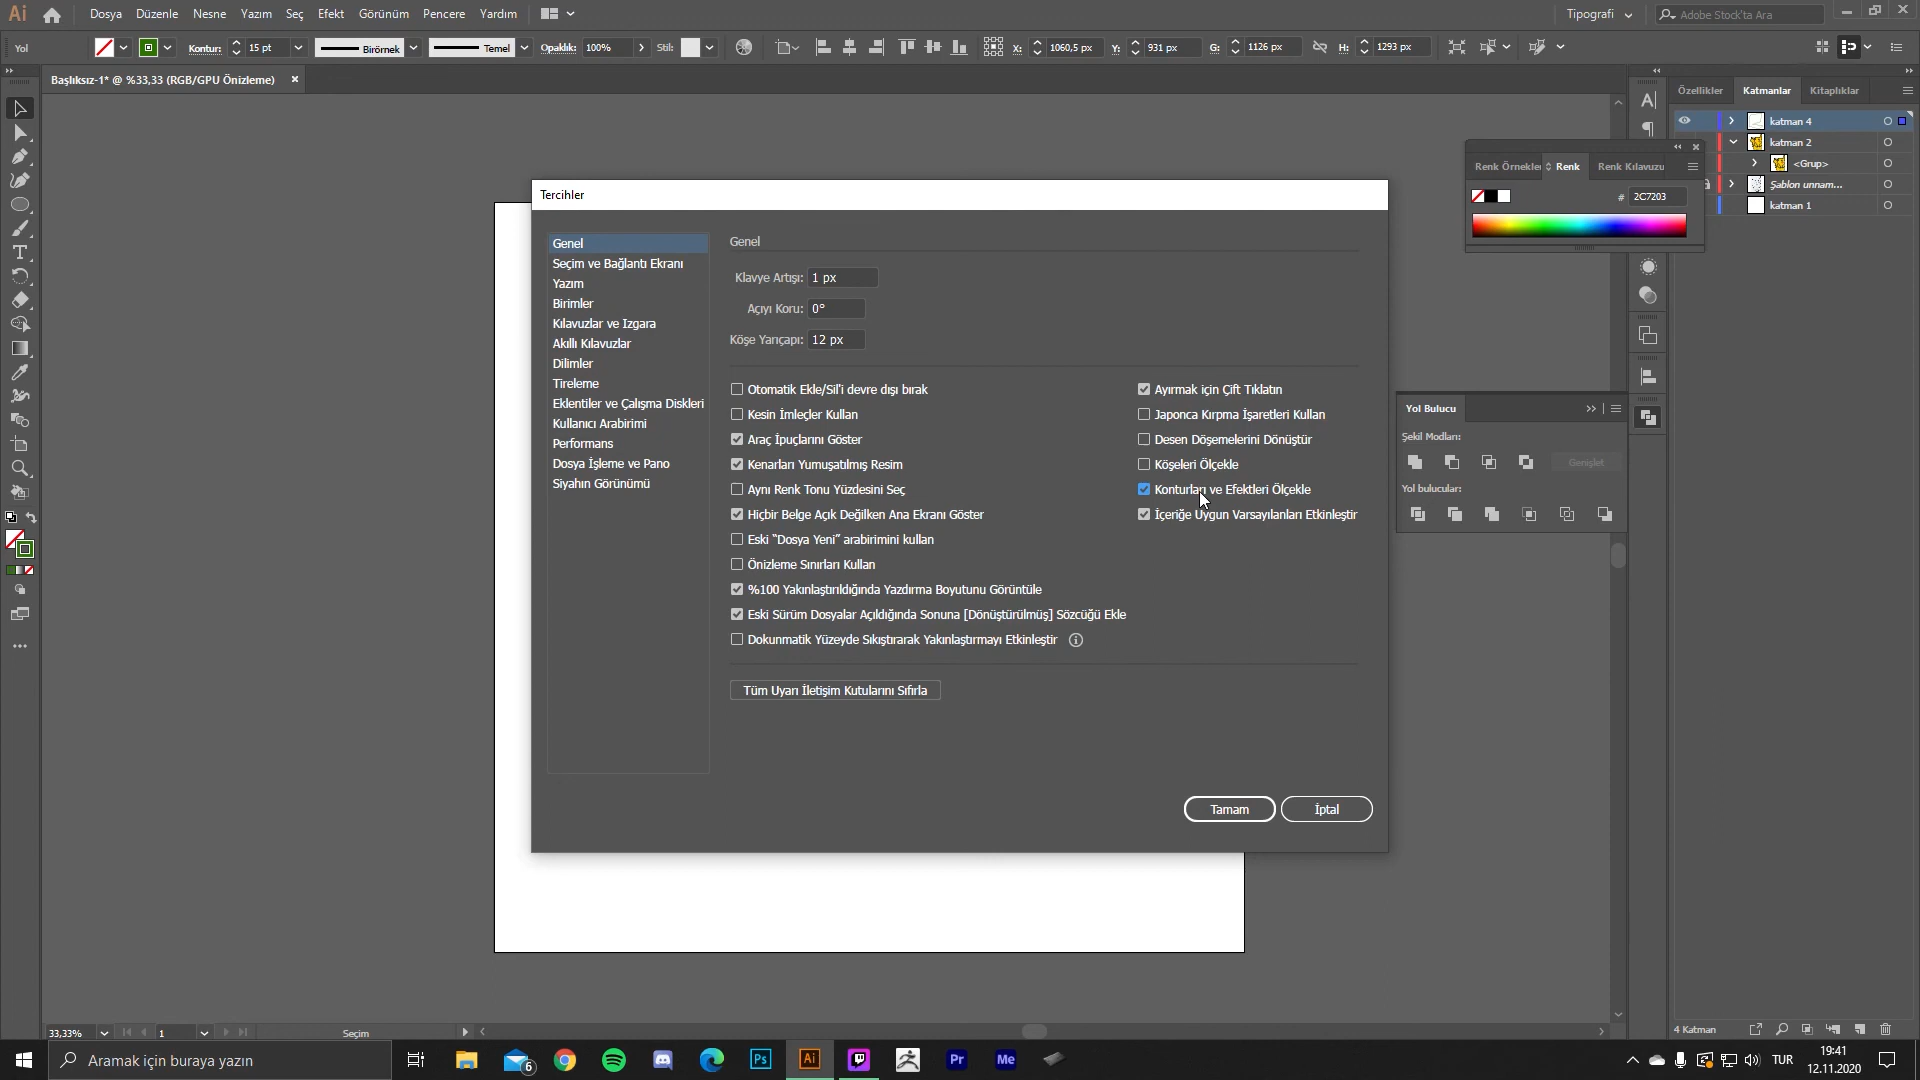 Ai Dosya Düzenle Nesne Yazım Seç Efekt Görünüm Pencere Yardım Tipografi Adobe Stock'ta Ara
Yol Kontur: 15 pt Birörnek Temel Opaklık: 100% Stil: X: 1060,5 px Y: 931 px G: 1126 px H: 1293 px
Başlıksız-1* @ %33,33 (RGB/GPU Önizleme)
Özellikler Katmanlar Kitaplıklar
katman 4
katman 2
<Grup>
Şablon unnam...
katman 1
Renk Örnekler Renk Renk Kılavuzu
# 2C7203
Tercihler
Genel
Seçim ve Bağlantı Ekranı
Yazım
Birimler
Kılavuzlar ve Izgara
Akıllı Kılavuzlar
Dilimler
Tireleme
Eklentiler ve Çalışma Diskleri
Kullanıcı Arabirimi
Performans
Dosya İşleme ve Pano
Siyahın Görünümü
Genel
Klavye Artışı: 1 px
Açıyı Koru: 0°
Köşe Yarıçapı: 12 px
Otomatik Ekle/Sil'i devre dışı bırak
Kesin İmleçler Kullan
Araç İpuçlarını Göster
Kenarları Yumuşatılmış Resim
Aynı Renk Tonu Yüzdesini Seç
Hiçbir Belge Açık Değilken Ana Ekranı Göster
Eski “Dosya Yeni” arabirimini kullan
Önizleme Sınırları Kullan
%100 Yakınlaştırıldığında Yazdırma Boyutunu Görüntüle
Eski Sürüm Dosyalar Açıldığında Sonuna [Dönüştürülmüş] Sözcüğü Ekle
Dokunmatik Yüzeyde Sıkıştırarak Yakınlaştırmayı Etkinleştir
Ayırmak için Çift Tıklatın
Japonca Kırpma İşaretleri Kullan
Desen Döşemelerini Dönüştür
Köşeleri Ölçekle
Konturları ve Efektleri Ölçekle
İçeriğe Uygun Varsayılanları Etkinleştir
Tüm Uyarı İletişim Kutularını Sıfırla
Tamam İptal
Yol Bulucu
Şekil Modları:
Genişlet
Yol bulucular:
33,33% 1 Seçim
4 Katman
Aramak için buraya yazın
6
Ps Ai Pr Me
TUR
19:41
12.11.2020